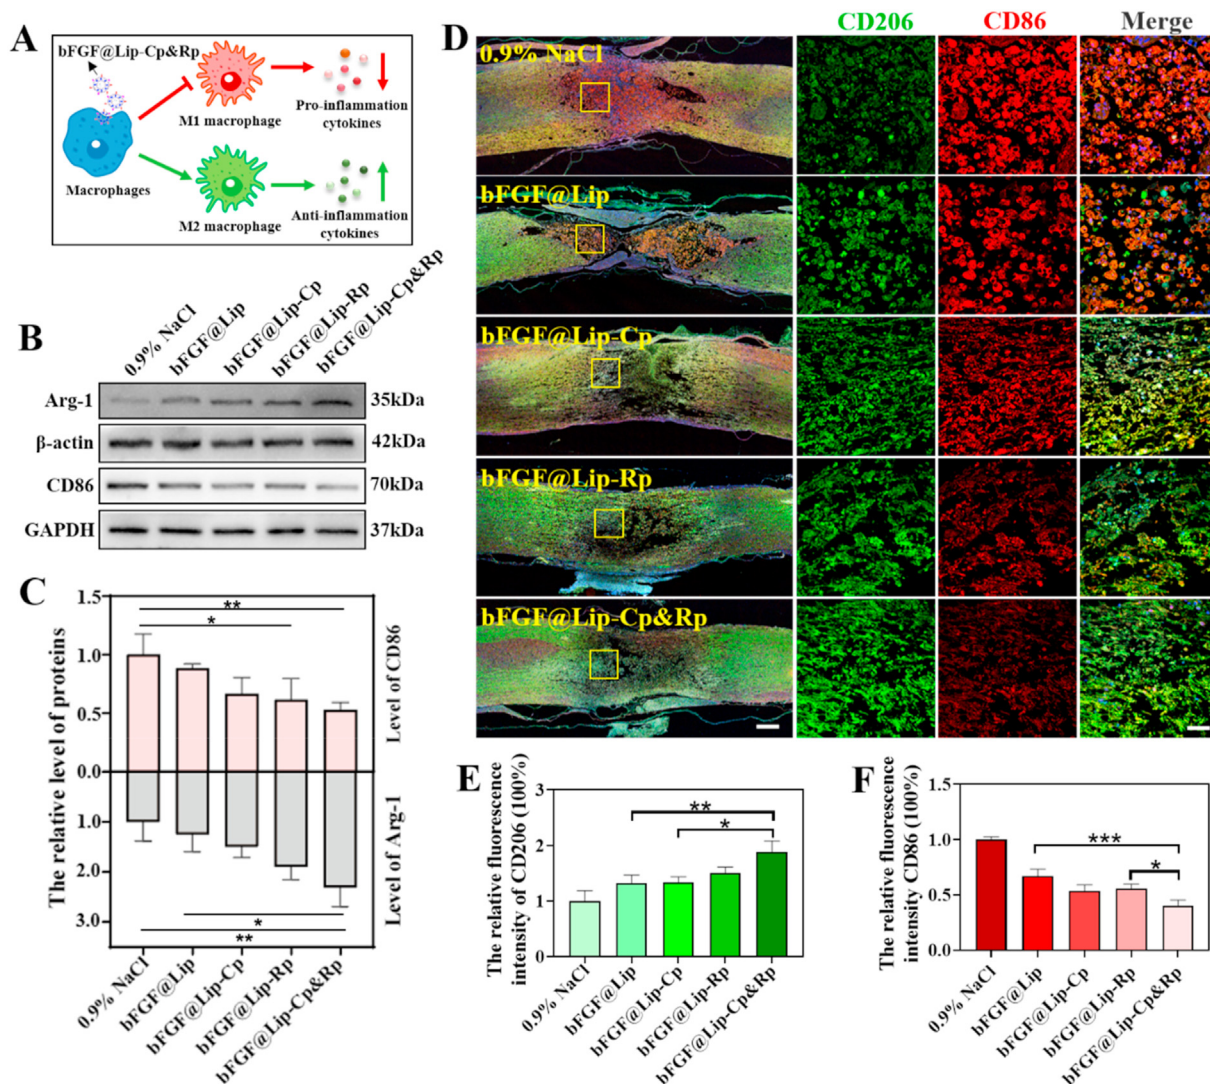 A
bFGF@Lip-Cp&Rp
M1 macrophage
Pro-inflammation
cytokines
Macrophages
M2 macrophage
Anti-inflammation
cytokines
B
0.9% NaCl
bFGF@Lip
bFGF@Lip-Cp
bFGF@Lip-Rp
bFGF@Lip-Cp&Rp
Arg-1
35kDa
β-actin
42kDa
CD86
70kDa
GAPDH
37kDa
C
The relative level of proteins
1.5
1.0
0.5
0.0
1.0
2.0
3.0
**
*
*
**
Level of CD86
Level of Arg-1
0.9% NaCl
bFGF@Lip
bFGF@Lip-Cp
bFGF@Lip-Rp
bFGF@Lip-Cp&Rp
D
CD206
CD86
Merge
0.9% NaCl
bFGF@Lip
bFGF@Lip-Cp
bFGF@Lip-Rp
bFGF@Lip-Cp&Rp
E
The relative fluorescence
intensity of CD206 (100%)
3
2
1
0
**
*
0.9% NaCl
bFGF@Lip
bFGF@Lip-Cp
bFGF@Lip-Rp
bFGF@Lip-Cp&Rp
F
The relative fluorescence
intensity CD86 (100%)
1.5
1.0
0.5
0.0
***
*
0.9% NaCl
bFGF@Lip
bFGF@Lip-Cp
bFGF@Lip-Rp
bFGF@Lip-Cp&Rp